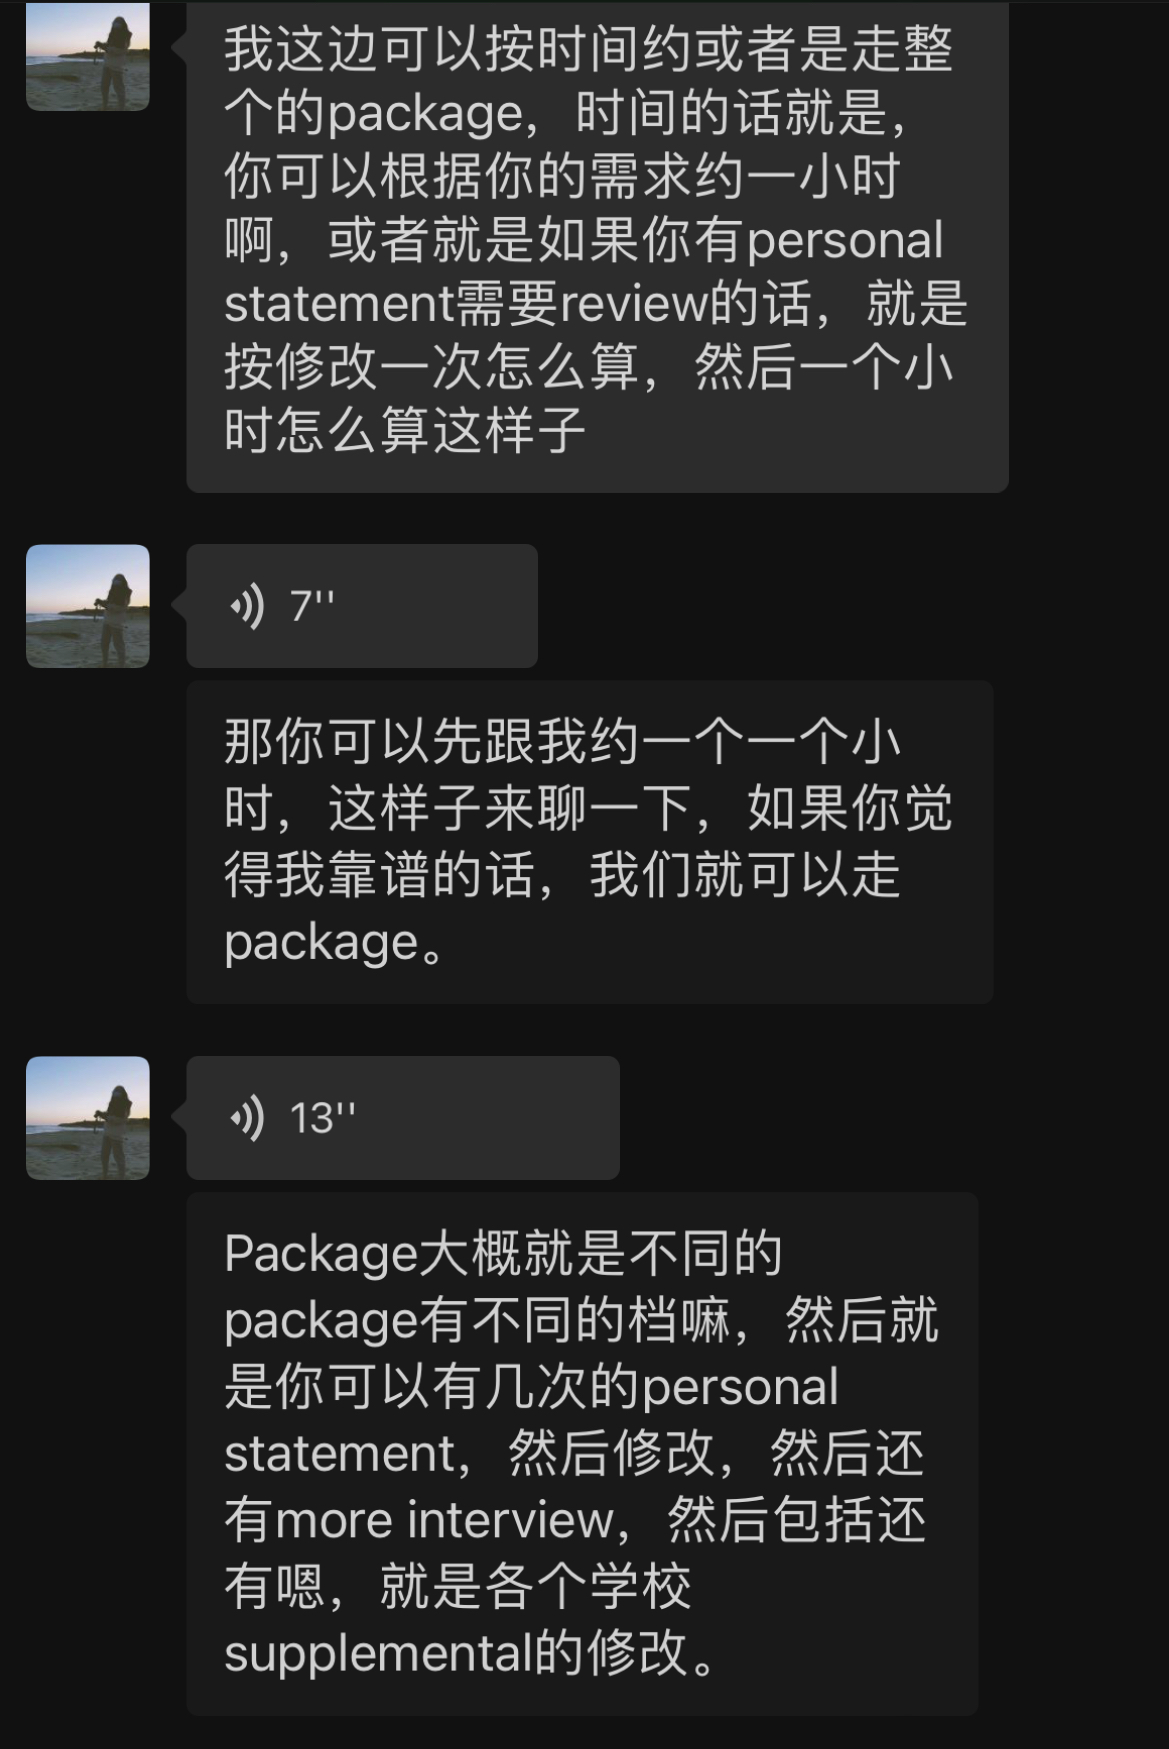 我这边可以按时间约或者是走整
个的package，时间的话就是，
你可以根据你的需求约一小时
啊，或者就是如果你有personal
statement需要review的话，就是
按修改一次怎么算，然后一个小
时怎么算这样子
7''
那你可以先跟我约一个一个小
时，这样子来聊一下，如果你觉
得我靠谱的话，我们就可以走
package。
13''
Package大概就是不同的
package有不同的档嘛，然后就
是你可以有几次的personal
statement，然后修改，然后还
有more interview，然后包括还
有嗯，就是各个学校
supplemental的修改。